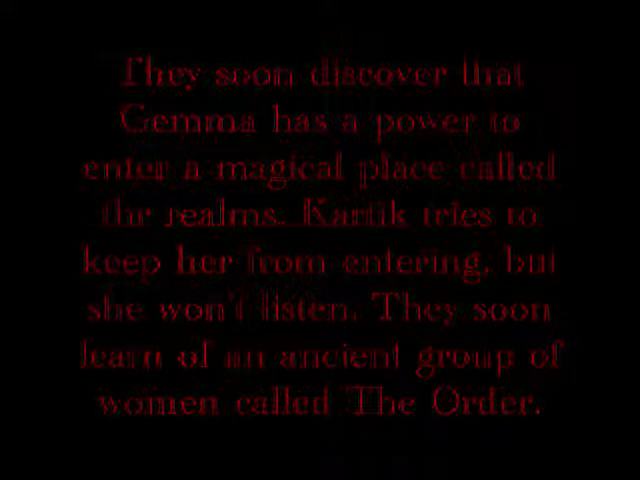 They soon discover that
Gemma has a power to
enter a magical place called
the realms. Kartik tries to
keep her from entering, but
she won't listen. They soon
learn of an ancient group of
women called The Order.